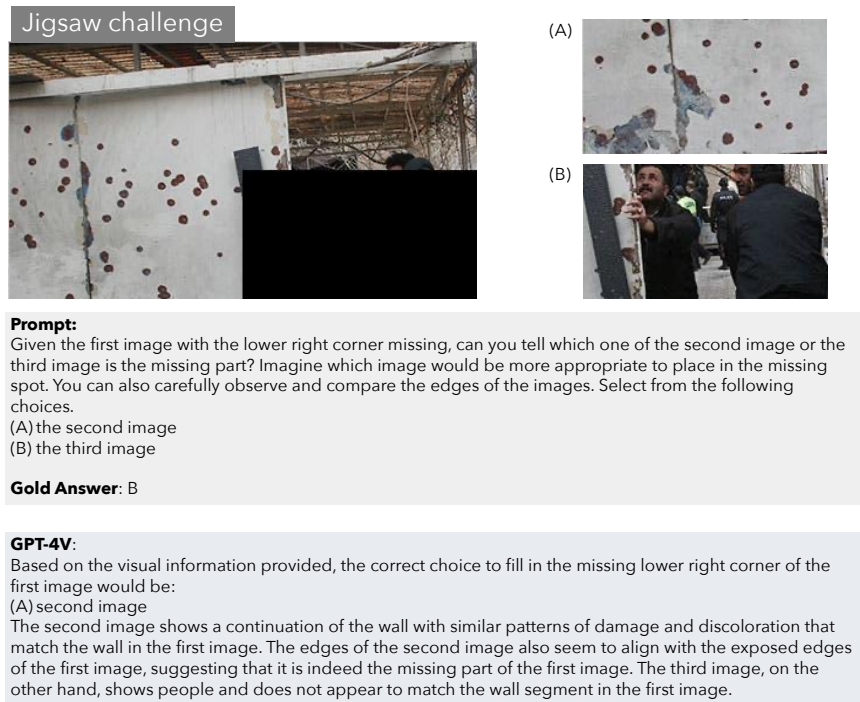 Jigsaw challenge
(A)
(B)
POLICE
Prompt:
Given the first image with the lower right corner missing, can you tell which one of the second image or the
third image is the missing part? Imagine which image would be more appropriate to place in the missing
spot. You can also carefully observe and compare the edges of the images. Select from the following
choices.
(A) the second image
(B) the third image
Gold Answer: B
GPT-4V:
Based on the visual information provided, the correct choice to fill in the missing lower right corner of the
first image would be:
(A) second image
The second image shows a continuation of the wall with similar patterns of damage and discoloration that
match the wall in the first image. The edges of the second image also seem to align with the exposed edges
of the first image, suggesting that it is indeed the missing part of the first image. The third image, on the
other hand, shows people and does not appear to match the wall segment in the first image.